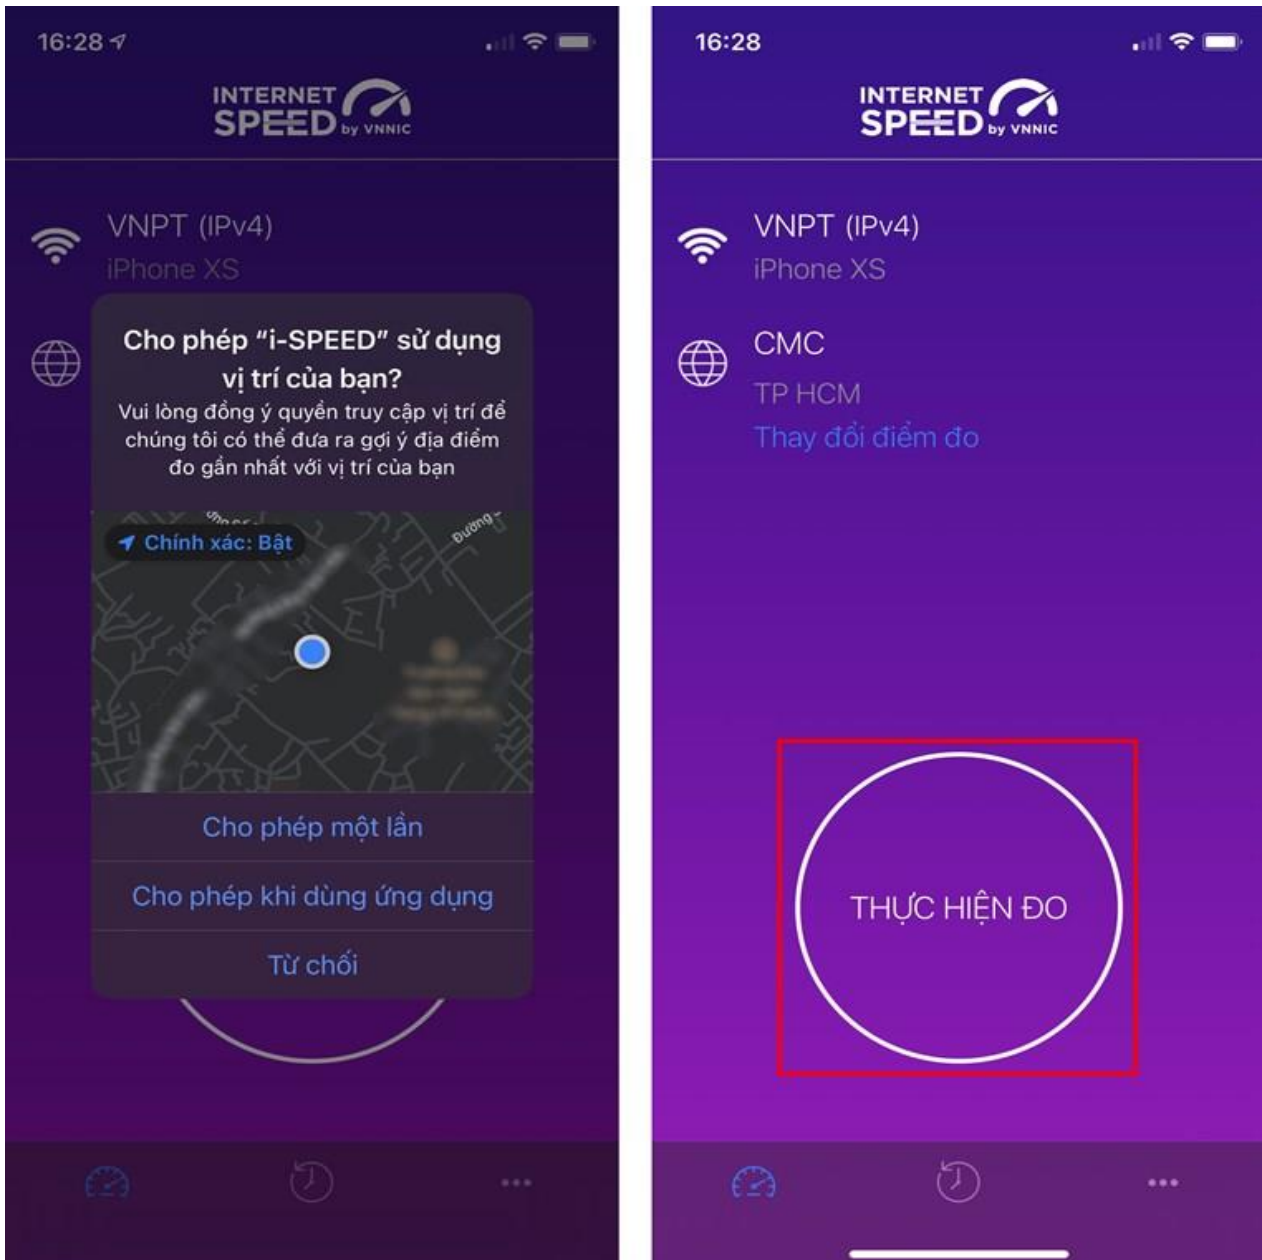 16:28
INTERNET
SPEED by VNNIC
VNPT (IPv4)
iPhone XS
Cho phép “i-SPEED” sử dụng
vị trí của bạn?
Vui lòng đồng ý quyền truy cập vị trí để
chúng tôi có thể đưa ra gợi ý địa điểm
đo gần nhất với vị trí của bạn
Chính xác: Bật
Đường
Cho phép một lần
Cho phép khi dùng ứng dụng
Từ chối
16:28
INTERNET
SPEED by VNNIC
VNPT (IPv4)
iPhone XS
CMC
TP HCM
Thay đổi điểm đo
THỰC HIỆN ĐO